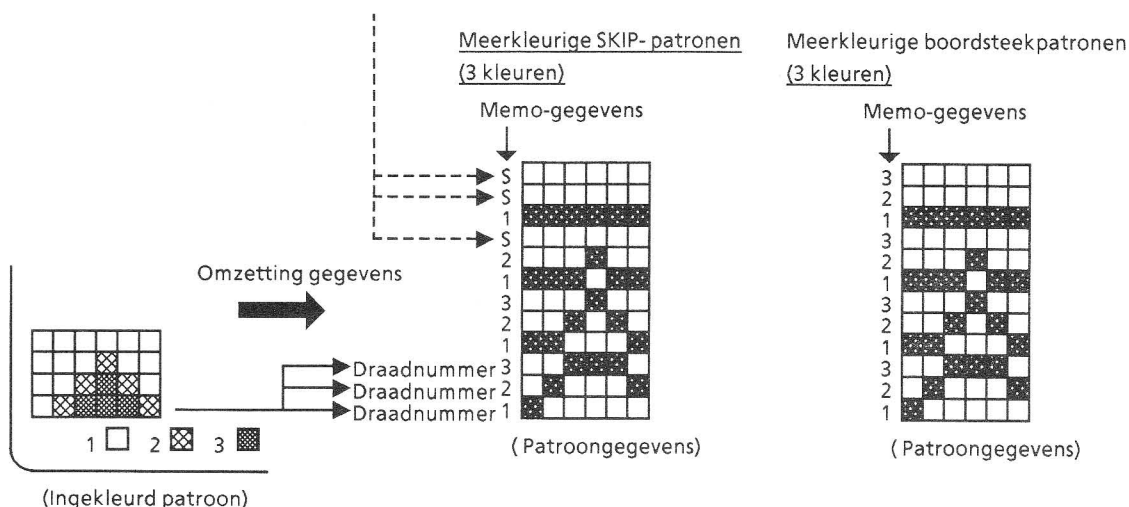 Meerkleurige SKIP- patronen
(3 kleuren)
Memo-gegevens
S
S
1
S
2
1
3
2
1
Draadnummer 3
Draadnummer 2
Draadnummer 1
( Patroongegevens)
Meerkleurige boordsteekpatronen
(3 kleuren)
Memo-gegevens
3
2
1
3
2
1
3
2
1
3
2
1
( Patroongegevens)
Omzetting gegevens
1 2 3
(Ingekleurd patroon)